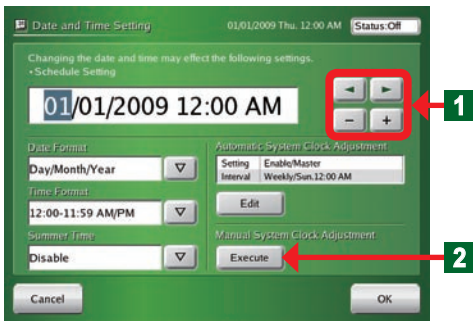 Date and Time Setting 01/01/2009 Thu. 12:00 AM Status:Off
Changing the date and time may effect the following settings.
•Schedule Setting
01/01/2009 12:00 AM
◄ ►
− +
1
Date Format
Day/Month/Year
Time Format
12:00-11:59 AM/PM
Summer Time
Disable
Automatic System Clock Adjustment
Setting Enable/Master
Interval Weekly/Sun.12:00 AM
Edit
Manual System Clock Adjustment
Execute
2
Cancel OK